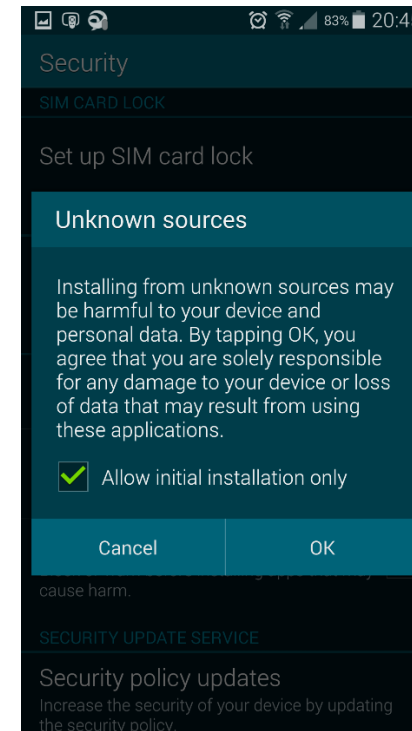 83% 20:4
Security
SIM CARD LOCK
Set up SIM card lock
Unknown sources
Installing from unknown sources may
be harmful to your device and
personal data. By tapping OK, you
agree that you are solely responsible
for any damage to your device or loss
of data that may result from using
these applications.
Allow initial installation only
Cancel OK
cause harm.
SECURITY UPDATE SERVICE
Security policy updates
Increase the security of your device by updating
the security policy.